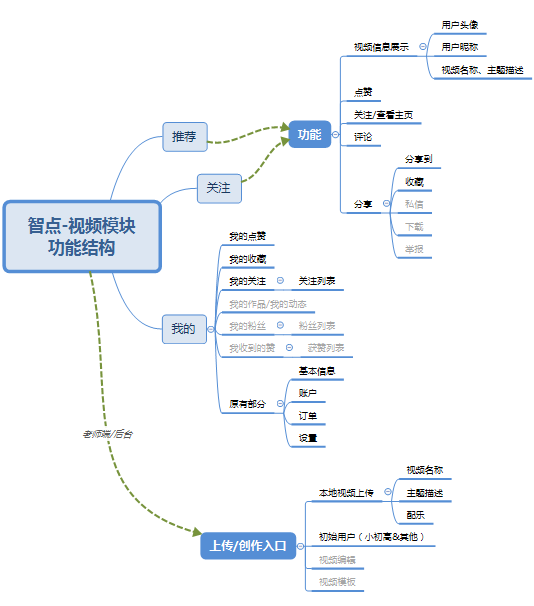 智点-视频模块
功能结构
推荐
关注
功能
视频信息展示
用户头像
用户昵称
视频名称、主题描述
点赞
关注/查看主页
评论
分享
分享到
收藏
私信
下载
举报
我的
我的点赞
我的收藏
我的关注
关注列表
我的作品/我的动态
我的粉丝
粉丝列表
我收到的赞
获赞列表
原有部分
基本信息
账户
订单
设置
老师端/后台
上传/创作入口
本地视频上传
视频名称
主题描述
配乐
初始用户（小初高&其他）
视频编辑
视频模板